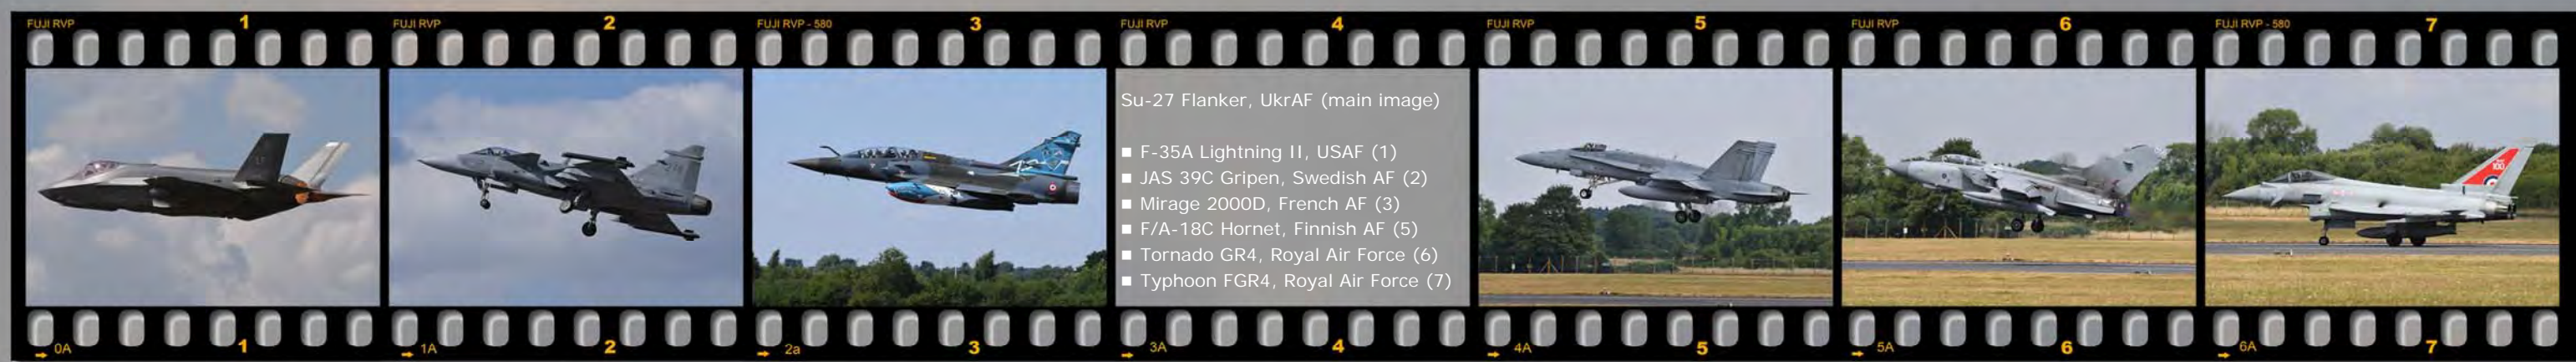 FUJI RVP 1 FUJI RVP 2 FUJI RVP - 580 3 FUJI RVP 4 FUJI RVP 5 FUJI RVP 6 FUJI RVP - 580 7
Su-27 Flanker, UkrAF (main image)
■ F-35A Lightning II, USAF (1)
■ JAS 39C Gripen, Swedish AF (2)
■ Mirage 2000D, French AF (3)
■ F/A-18C Hornet, Finnish AF (5)
■ Tornado GR4, Royal Air Force (6)
■ Typhoon FGR4, Royal Air Force (7)
0A 1 1A 2 2a 3 3A 4 4A 5 5A 6 6A 7